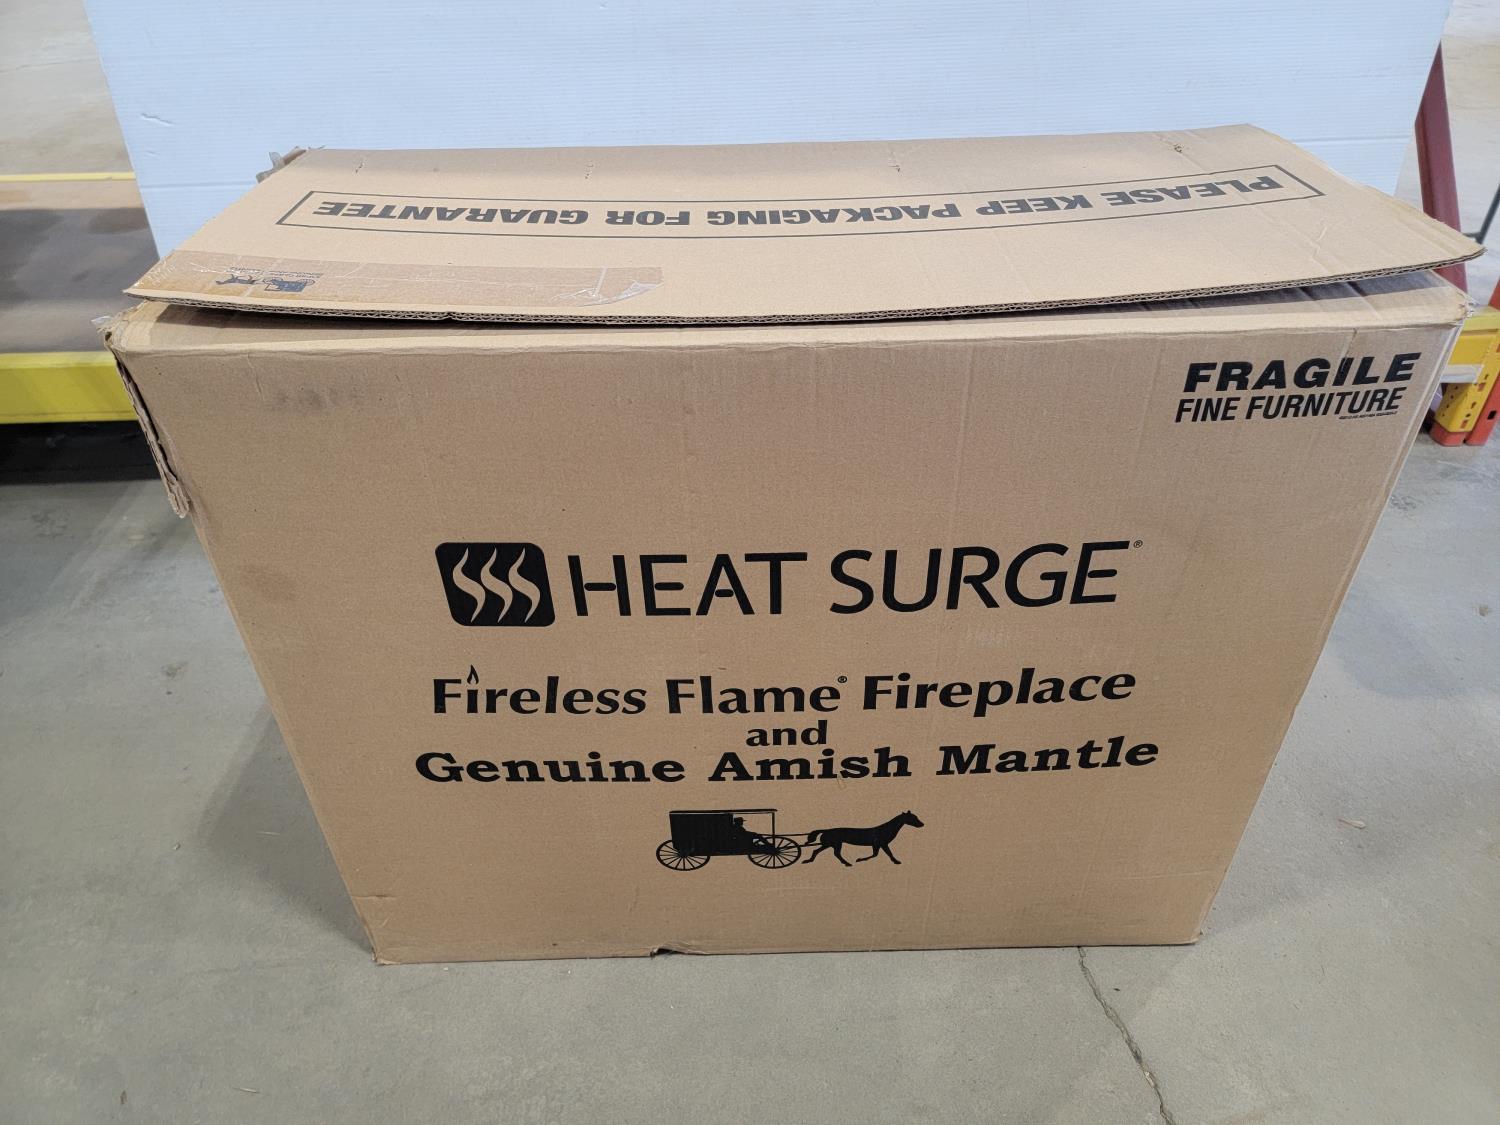 PLEASE KEEP PACKAGING FOR GUARANTEE
FRAGILE
FINE FURNITURE
HEAT SURGE®
Fireless Flame® Fireplace
and
Genuine Amish Mantle